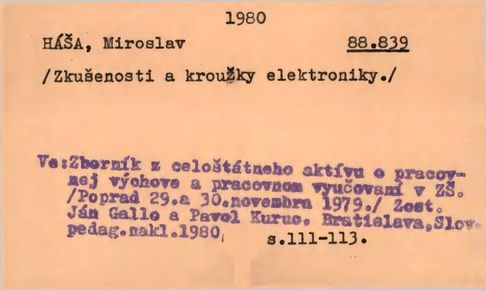 1980
HÁŠA, Miroslav 88.839
/Zkušenosti a kroužky elektroniky./
Ve:Zborník z celoštátneho aktívu o pracov-
nej výchove a pracovnom vyučovaní v ZŠ.
/Poprad 29.a 30.novembra 1979./ Zost.
Ján Gallo a Pavol Kuruc. Bratislava,Slov.
pedag.nakl.1980, s.111-113.